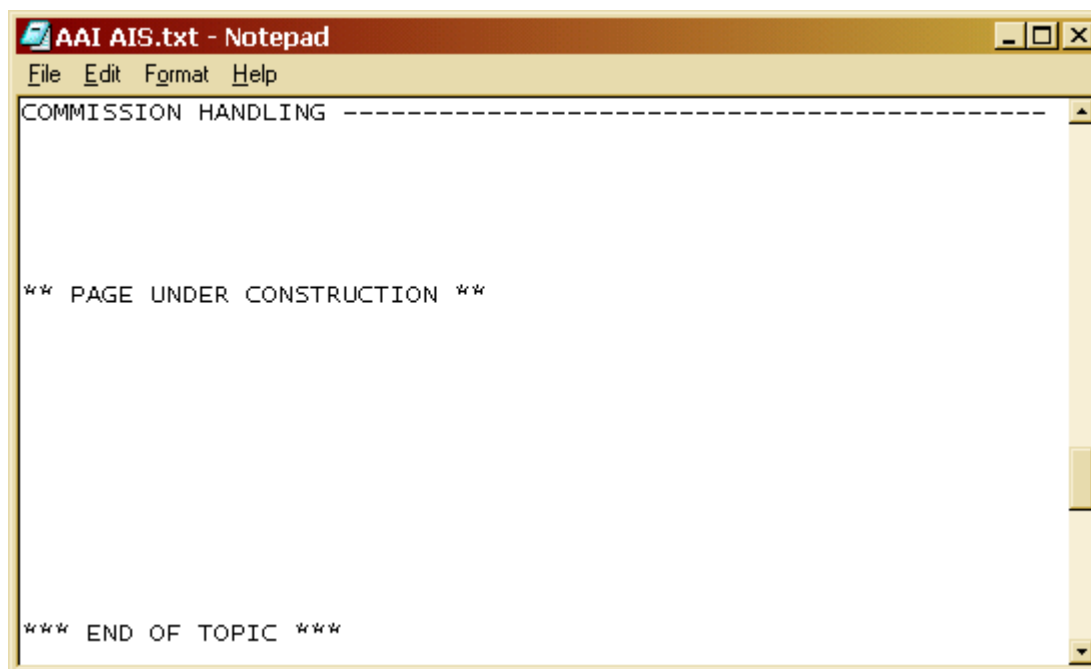 AAI AIS.txt - Notepad
File Edit Format Help
COMMISSION HANDLING --------------------------------------------
** PAGE UNDER CONSTRUCTION **
*** END OF TOPIC ***